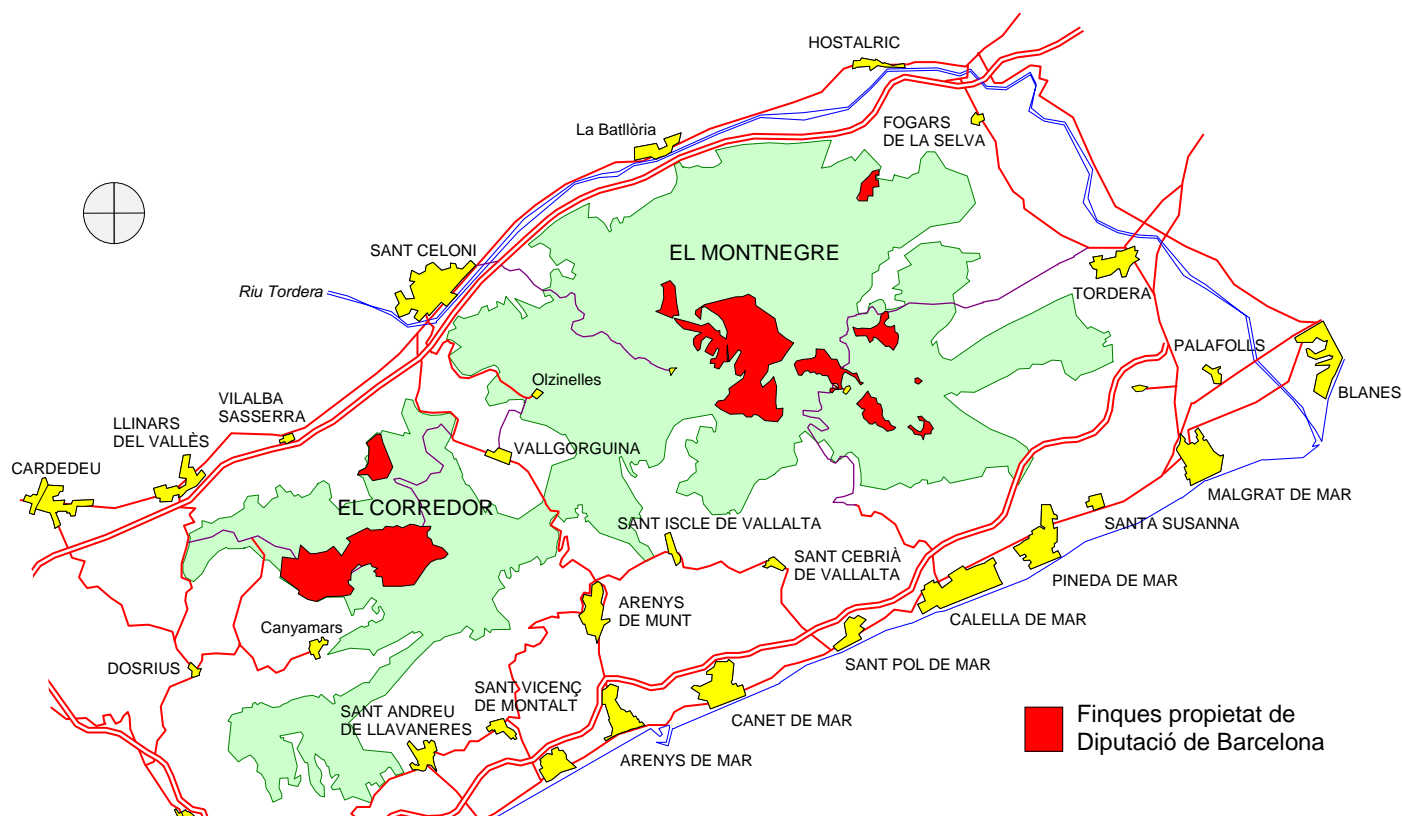 HOSTALRIC
La Batllòria
FOGARS
DE LA SELVA
SANT CELONI
EL MONTNEGRE
Riu Tordera
TORDERA
PALAFOLLS
Olzinelles
BLANES
VILALBA
SASSERRA
LLINARS
DEL VALLÈS
VALLGORGUINA
CARDEDEU
MALGRAT DE MAR
EL CORREDOR
SANT ISCLE DE VALLALTA
SANTA SUSANNA
SANT CEBRIÀ
DE VALLALTA
PINEDA DE MAR
ARENYS
DE MUNT
CALELLA DE MAR
Canyamars
DOSRIUS
SANT POL DE MAR
SANT VICENÇ
DE MONTALT
SANT ANDREU
DE LLAVANERES
CANET DE MAR
ARENYS DE MAR
Finques propietat de
Diputació de Barcelona